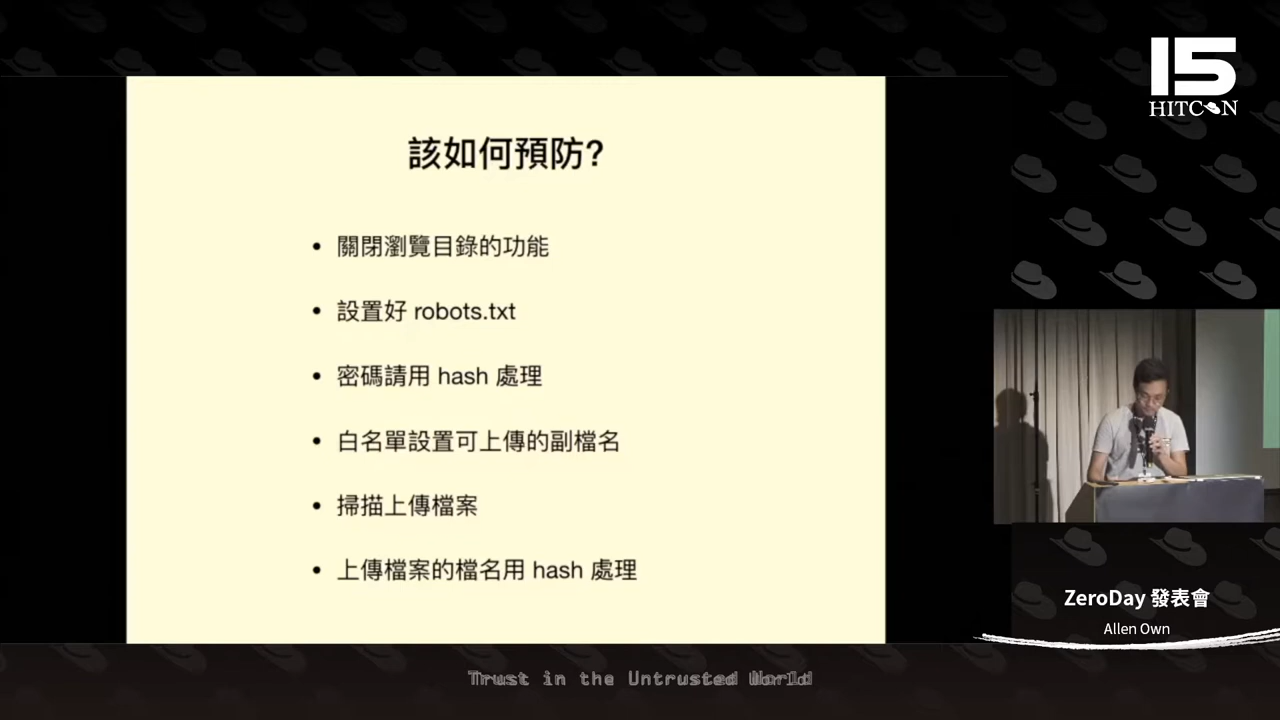 15
HITCON
該如何預防?
• 關閉瀏覽目錄的功能
• 設置好 robots.txt
• 密碼請用 hash 處理
• 白名單設置可上傳的副檔名
• 掃描上傳檔案
• 上傳檔案的檔名用 hash 處理
ZeroDay 發表會
Allen Own
Trust in the Untrusted World